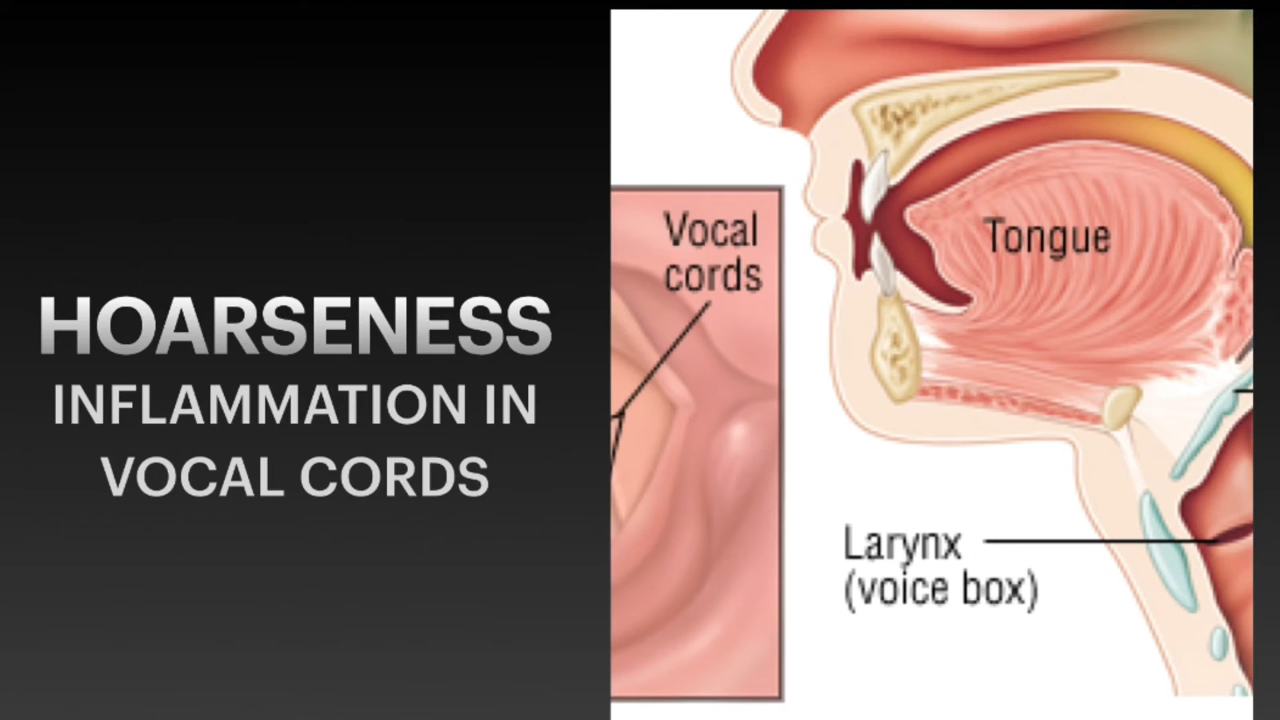 HOARSENESS
INFLAMMATION IN
VOCAL CORDS
Vocal
cords
Tongue
Larynx
(voice box)